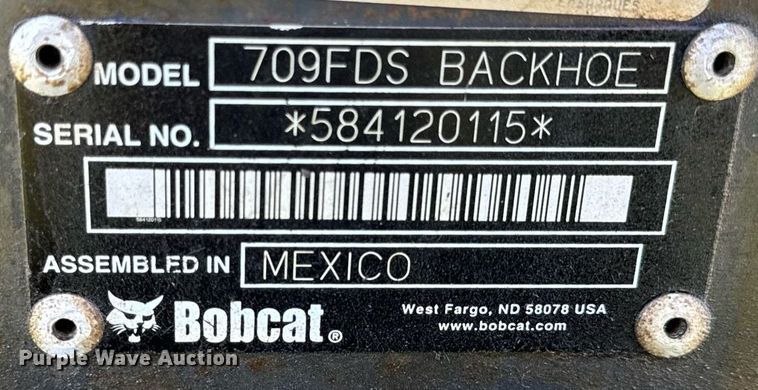 MODEL 709FDS BACKHOE
SERIAL NO. *584120115*
584120115
ASSEMBLED IN MEXICO
Bobcat®
West Fargo, ND 58078 USA
www.bobcat.com
Purple Wave Auction